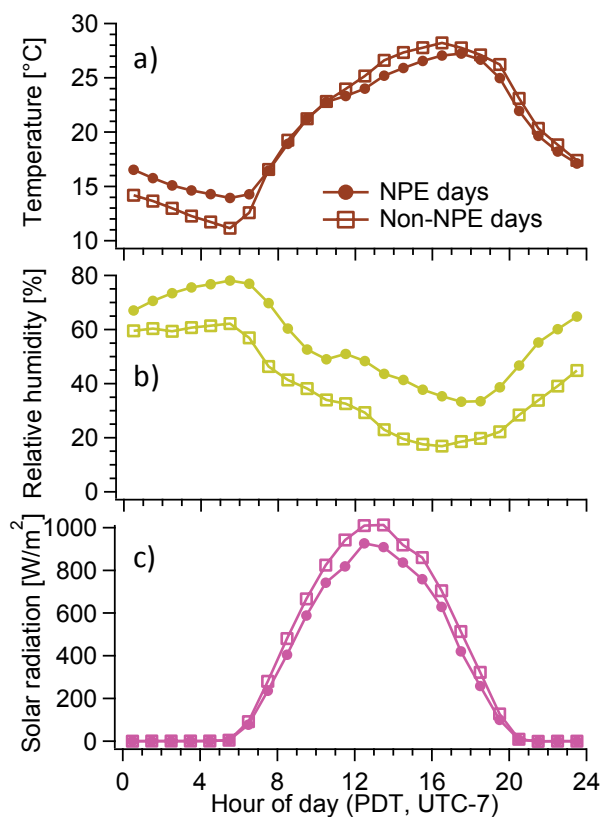 a)
Temperature [°C]
30
25
20
15
10
NPE days
Non-NPE days
b)
Relative humidity [%]
80
60
40
20
0
c)
Solar radiation [W/m²]
1000
800
600
400
200
0
0 4 8 12 16 20 24
Hour of day (PDT, UTC-7)